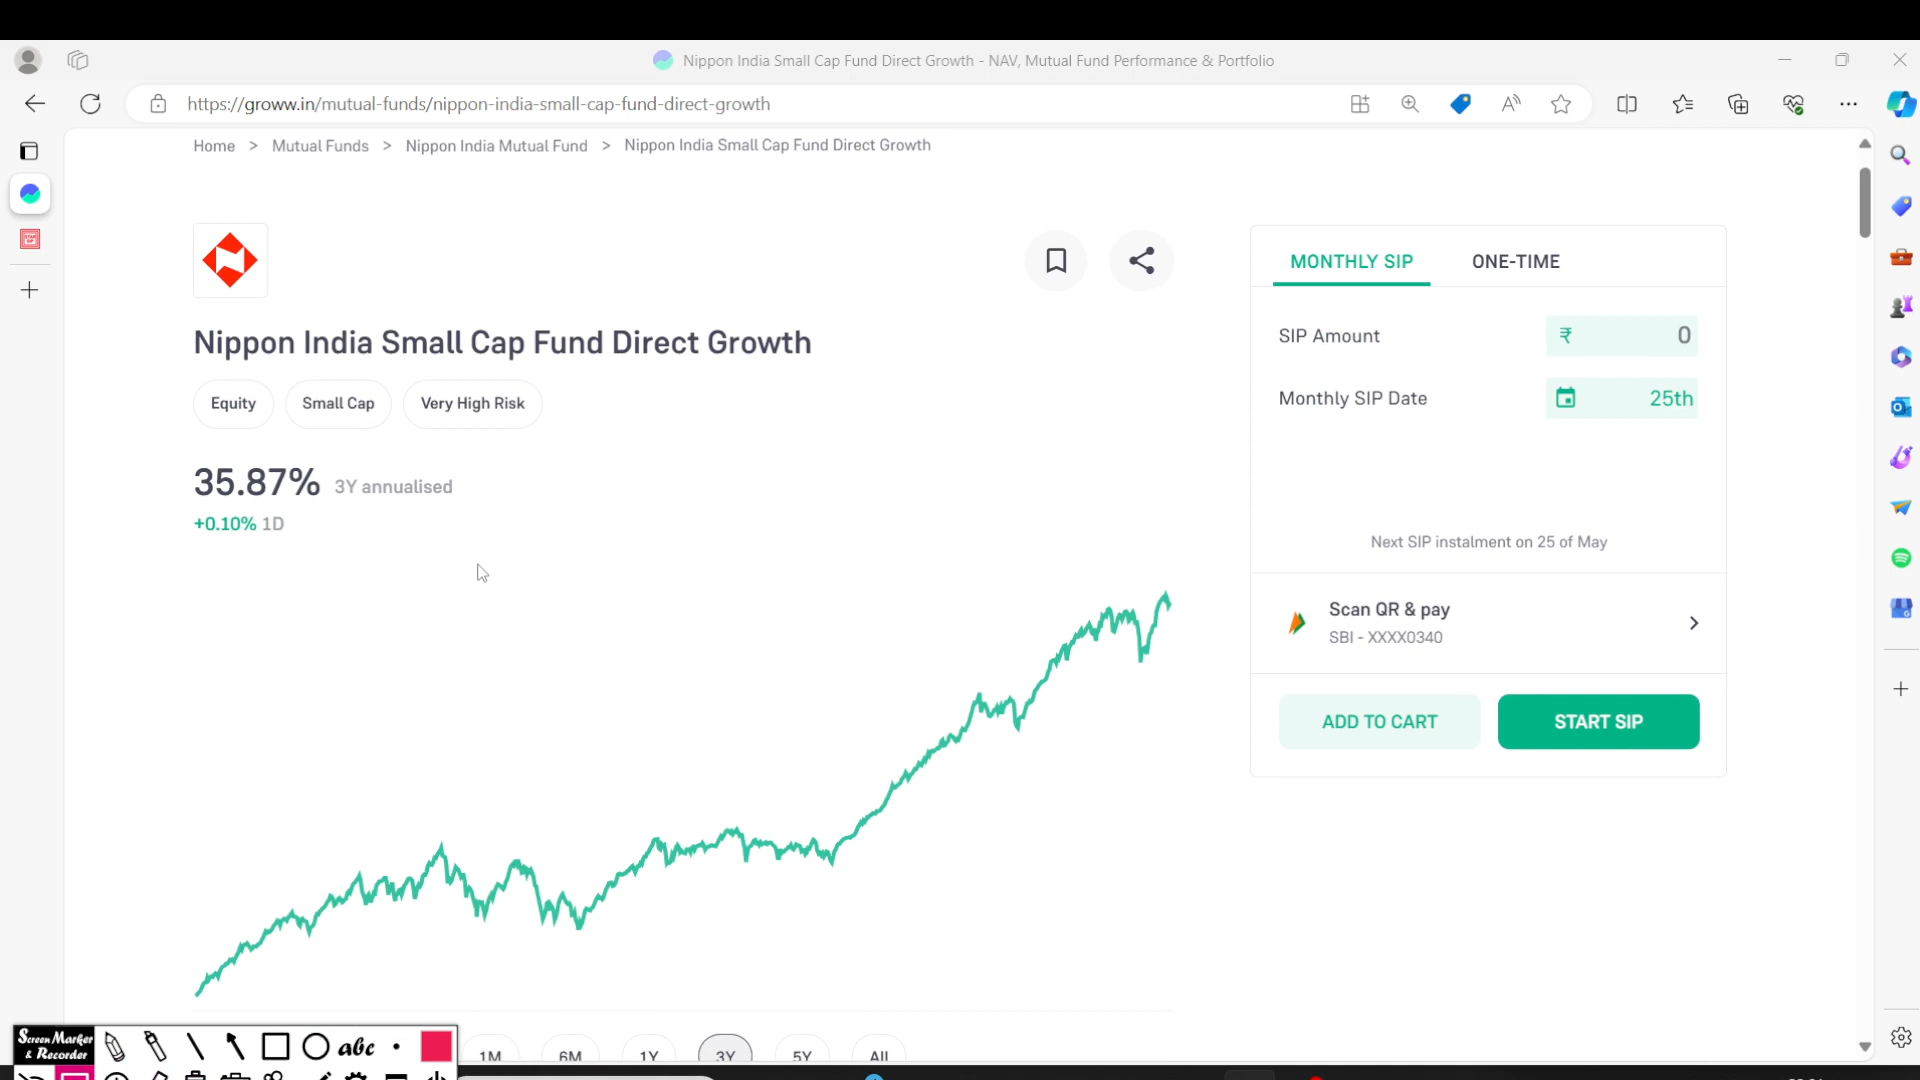 Nippon India Small Cap Fund Direct Growth - NAV, Mutual Fund Performance & Portfolio
https://groww.in/mutual-funds/nippon-india-small-cap-fund-direct-growth
Home > Mutual Funds > Nippon India Mutual Fund > Nippon India Small Cap Fund Direct Growth
MONTHLY SIP ONE-TIME
SIP Amount ₹ 0
Nippon India Small Cap Fund Direct Growth
Equity Small Cap Very High Risk
Monthly SIP Date 25th
35.87% 3Y annualised
+0.10% 1D
Next SIP instalment on 25 of May
Scan QR & pay
SBI - XXXX0340
ADD TO CART START SIP
Screen Marker
& Recorder
abc
1M 6M 1Y 3Y 5Y All